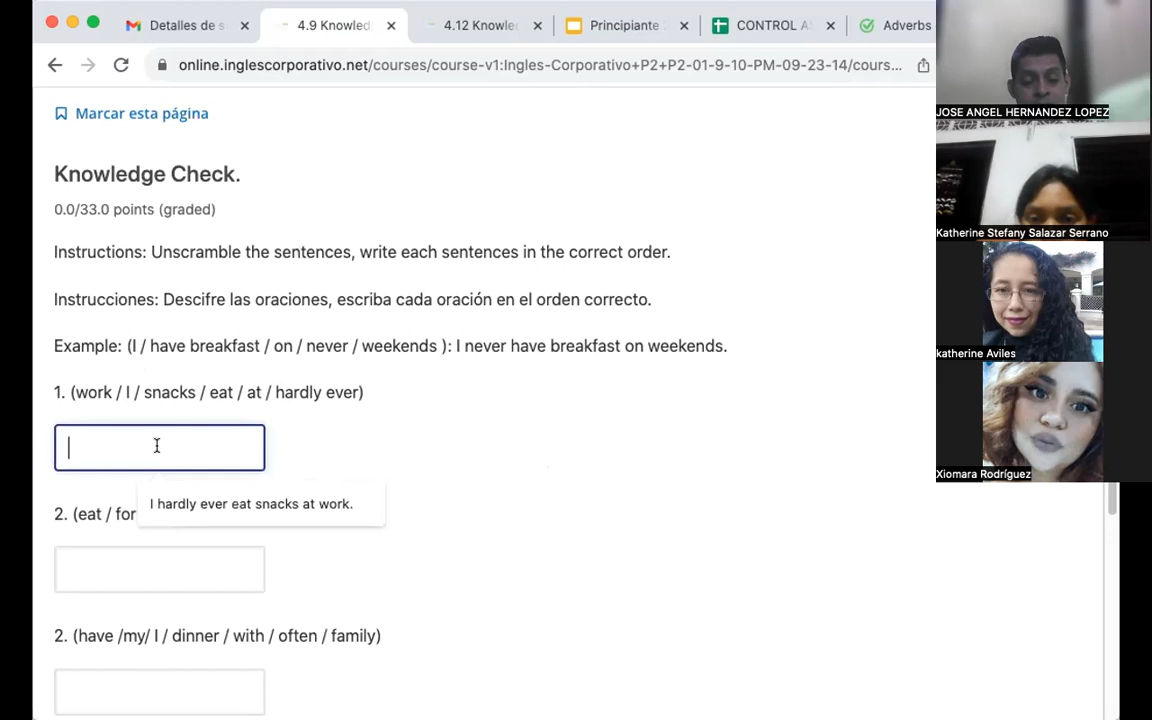 Detalles de s
4.9 Knowled
4.12 Knowle
Principiante
CONTROL A
Adverbs
online.inglescorporativo.net/courses/course-v1:Ingles-Corporativo+P2+P2-01-9-10-PM-09-23-14/cours...
Marcar esta página
JOSE ANGEL HERNANDEZ LOPEZ
Knowledge Check.
0.0/33.0 points (graded)
Katherine Stefany Salazar Serrano
Instructions: Unscramble the sentences, write each sentences in the correct order.
Instrucciones: Descifre las oraciones, escriba cada oración en el orden correcto.
Example: (I / have breakfast / on / never / weekends ): I never have breakfast on weekends.
katherine Aviles
1. (work / I / snacks / eat / at / hardly ever)
Xiomara Rodríguez
I hardly ever eat snacks at work.
2. (eat / for
2. (have /my/ I / dinner / with / often / family)